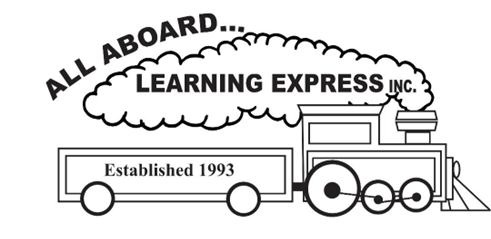 ALL ABOARD...
LEARNING EXPRESS INC.
Established 1993